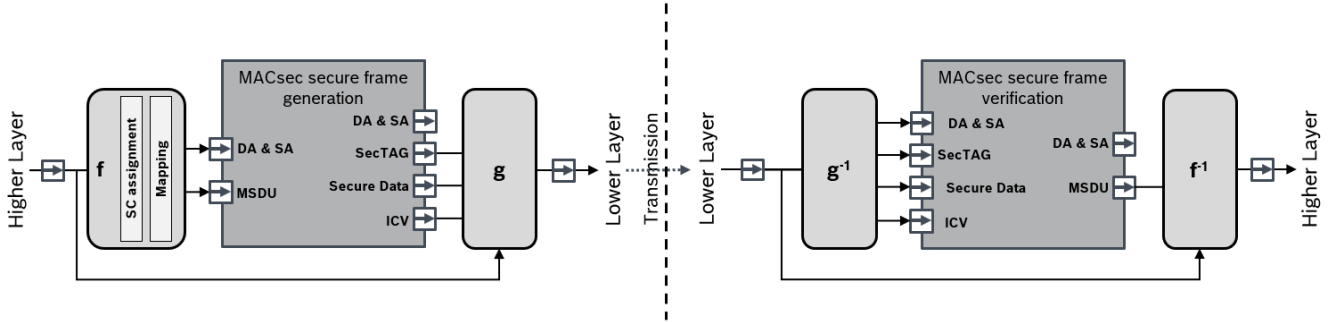 Higher Layer
f
SC assignment
Mapping
MACsec secure frame
generation
DA & SA
MSDU
DA & SA
SecTAG
Secure Data
ICV
g
Lower Layer
Transmission
Lower Layer
g-1
MACsec secure frame
verification
DA & SA
SecTAG
Secure Data
ICV
DA & SA
MSDU
f-1
Higher Layer